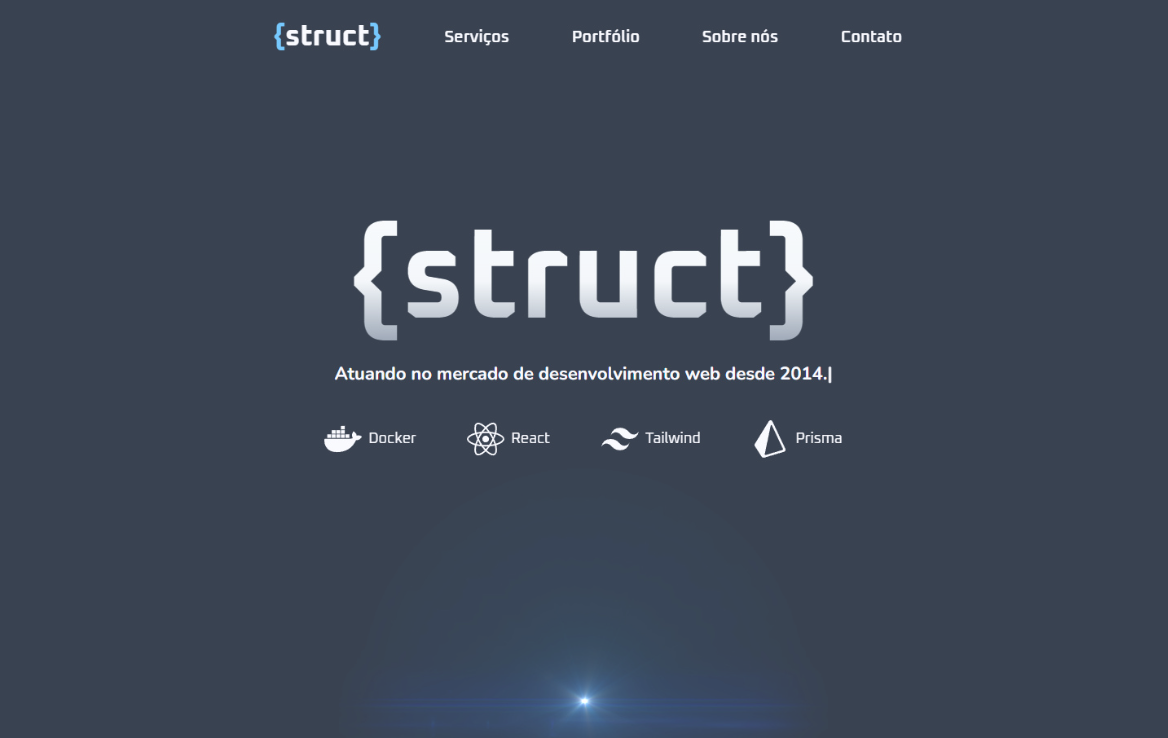 {struct} Serviços Portfólio Sobre nós Contato
{struct}
Atuando no mercado de desenvolvimento web desde 2014.|
Docker React Tailwind Prisma